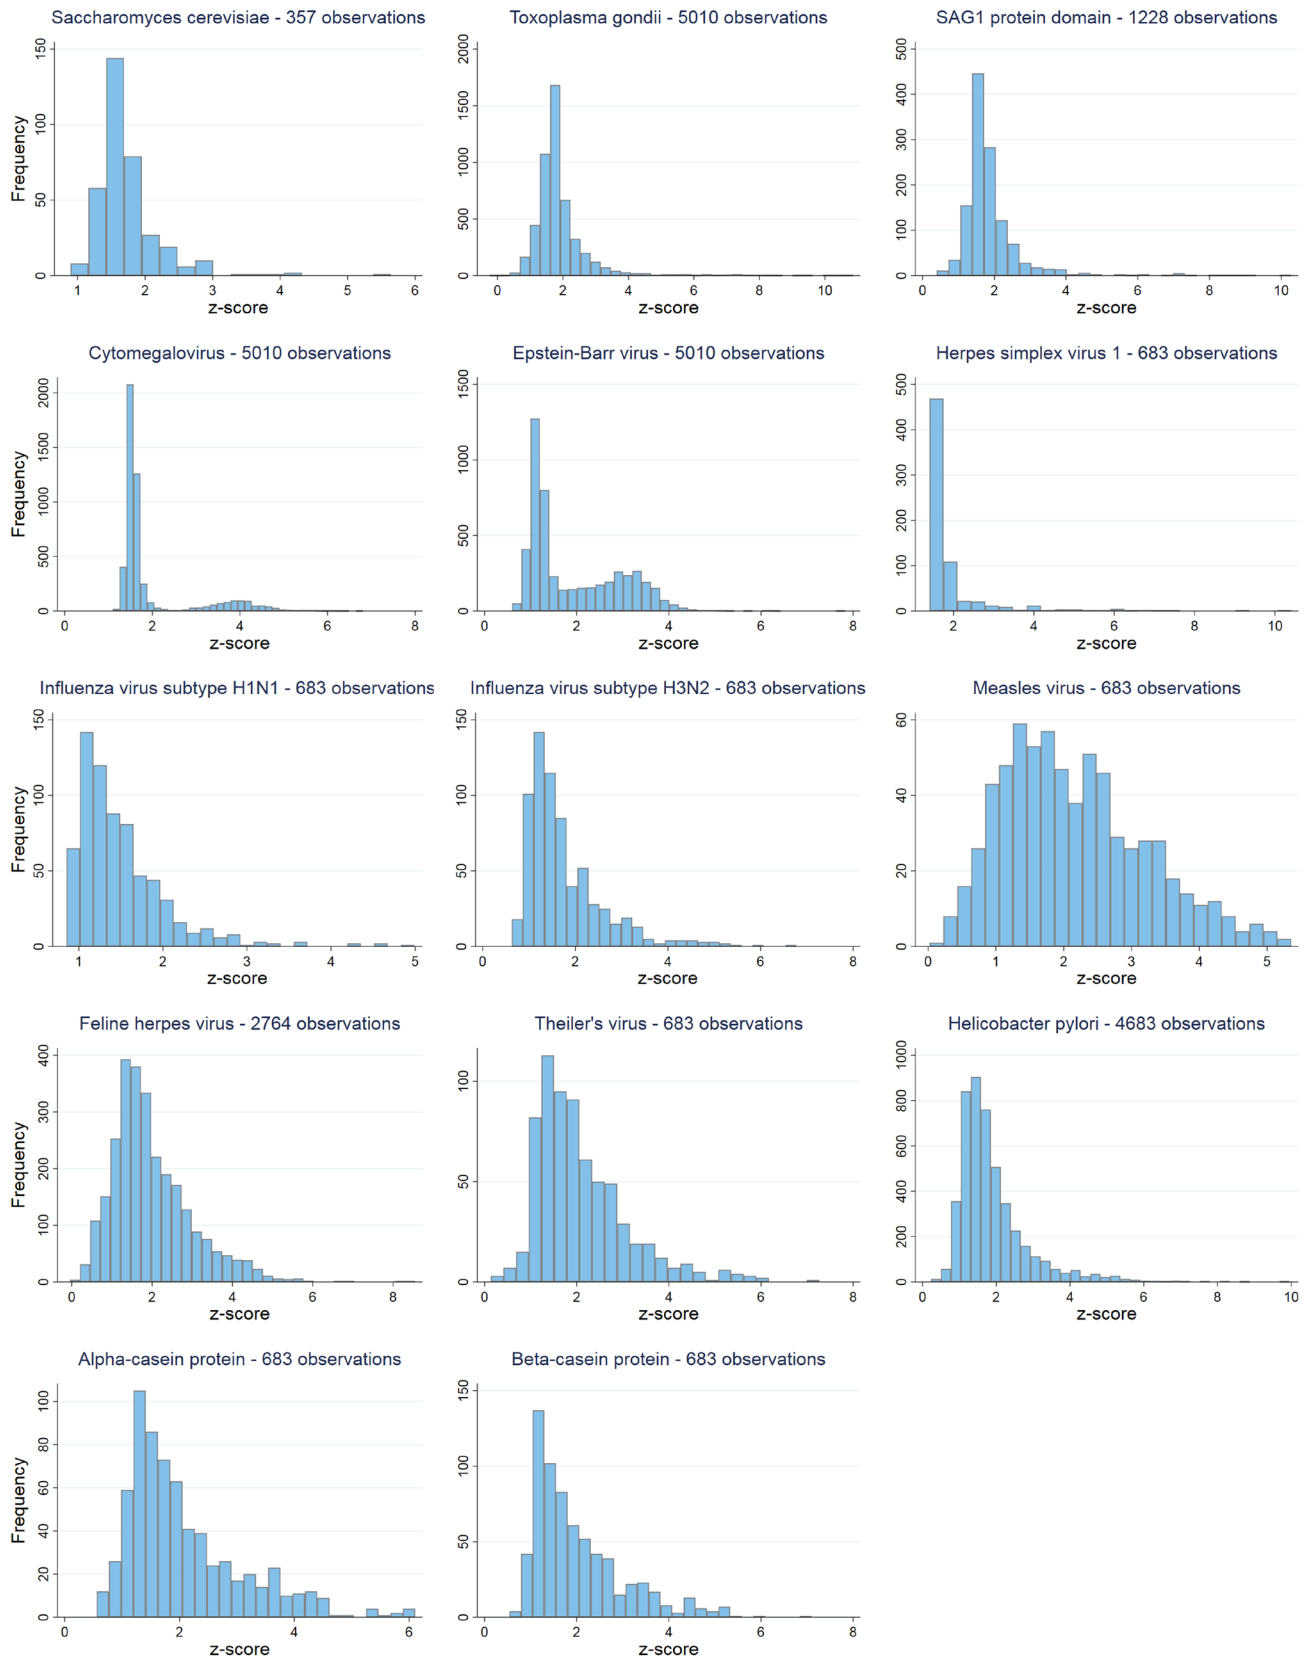 Saccharomyces cerevisiae - 357 observations
Frequency
150
100
50
0
1 2 3 4 5 6
z-score
Toxoplasma gondii - 5010 observations
2000
1500
1000
500
0
0 2 4 6 8 10
z-score
SAG1 protein domain - 1228 observations
500
400
300
200
100
0
0 2 4 6 8 10
z-score
Cytomegalovirus - 5010 observations
Frequency
2000
1500
1000
500
0
0 2 4 6 8
z-score
Epstein-Barr virus - 5010 observations
1500
1000
500
0
0 2 4 6 8
z-score
Herpes simplex virus 1 - 683 observations
500
400
300
200
100
0
2 4 6 8 10
z-score
Influenza virus subtype H1N1 - 683 observations
Frequency
150
100
50
0
1 2 3 4 5
z-score
Influenza virus subtype H3N2 - 683 observations
150
100
50
0
0 2 4 6 8
z-score
Measles virus - 683 observations
60
40
20
0
0 1 2 3 4 5
z-score
Feline herpes virus - 2764 observations
Frequency
400
300
200
100
0
0 2 4 6 8
z-score
Theiler's virus - 683 observations
100
50
0
0 2 4 6 8
z-score
Helicobacter pylori - 4683 observations
1000
800
600
400
200
0
0 2 4 6 8 10
z-score
Alpha-casein protein - 683 observations
Frequency
100
80
60
40
20
0
0 2 4 6
z-score
Beta-casein protein - 683 observations
150
100
50
0
0 2 4 6 8
z-score